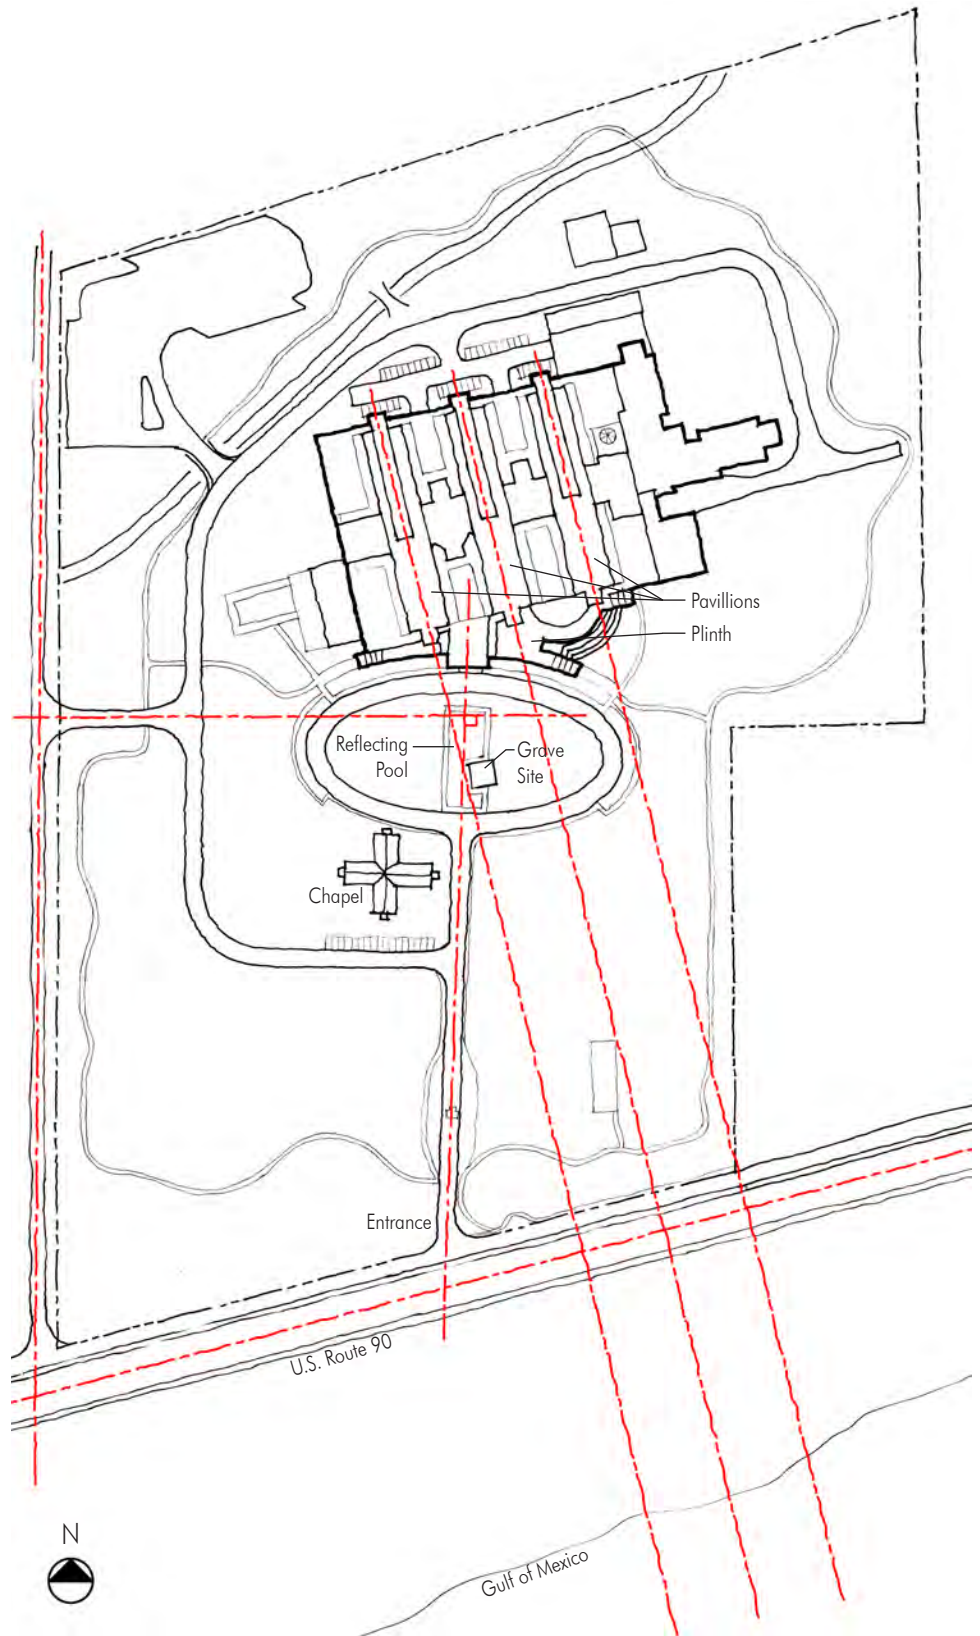 Pavillions
Plinth
Reflecting
Pool
Grave
Site
Chapel
Entrance
U.S. Route 90
N
Gulf of Mexico